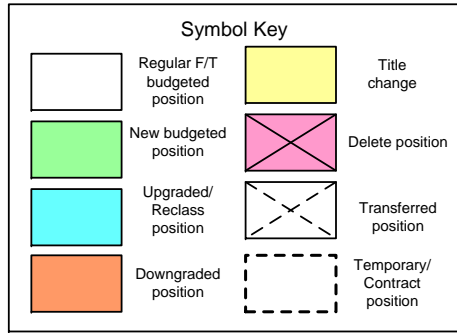 Symbol Key
Regular F/T
budgeted
position
Title
change
New budgeted
position
Delete position
Upgraded/
Reclass
position
Transferred
position
Downgraded
position
Temporary/
Contract
position